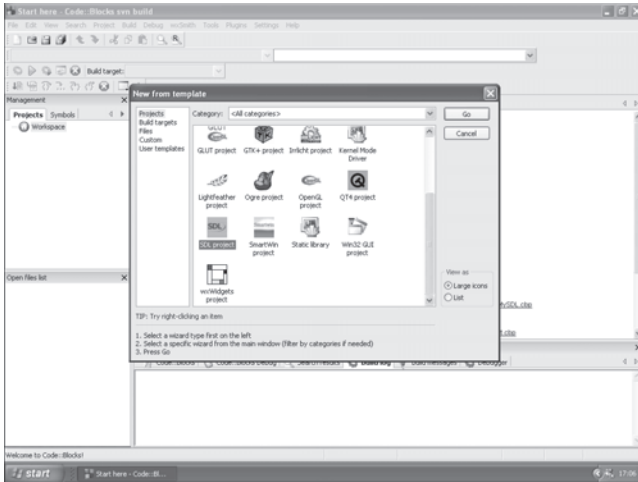 Start here - Code::Blocks svn build
File Edit View Search Project Build Debug wxSmith Tools Plugins Settings Help
Build target:
Management
Projects Symbols
Workspace
Open files list
New from template
Projects
Build targets
Files
Custom
User templates
Category: <All categories>
Go
Cancel
GLUT project GTK+ project Irrlicht project Kernel Mode Driver
Lightfeather project Ogre project OpenGL project QT4 project
SDL project SmartWin project Static library Win32 GUI project
wxWidgets project
View as
Large icons
List
TIP: Try right-clicking an item
1. Select a wizard type first on the left
2. Select a specific wizard from the main window (filter by categories if needed)
3. Press Go
MySDL.cbp
Code::Blocks Code::Blocks Debug Search results Build log Build messages Debugger
Welcome to Code::Blocks!
start Start here - Code::Bl... 17:06